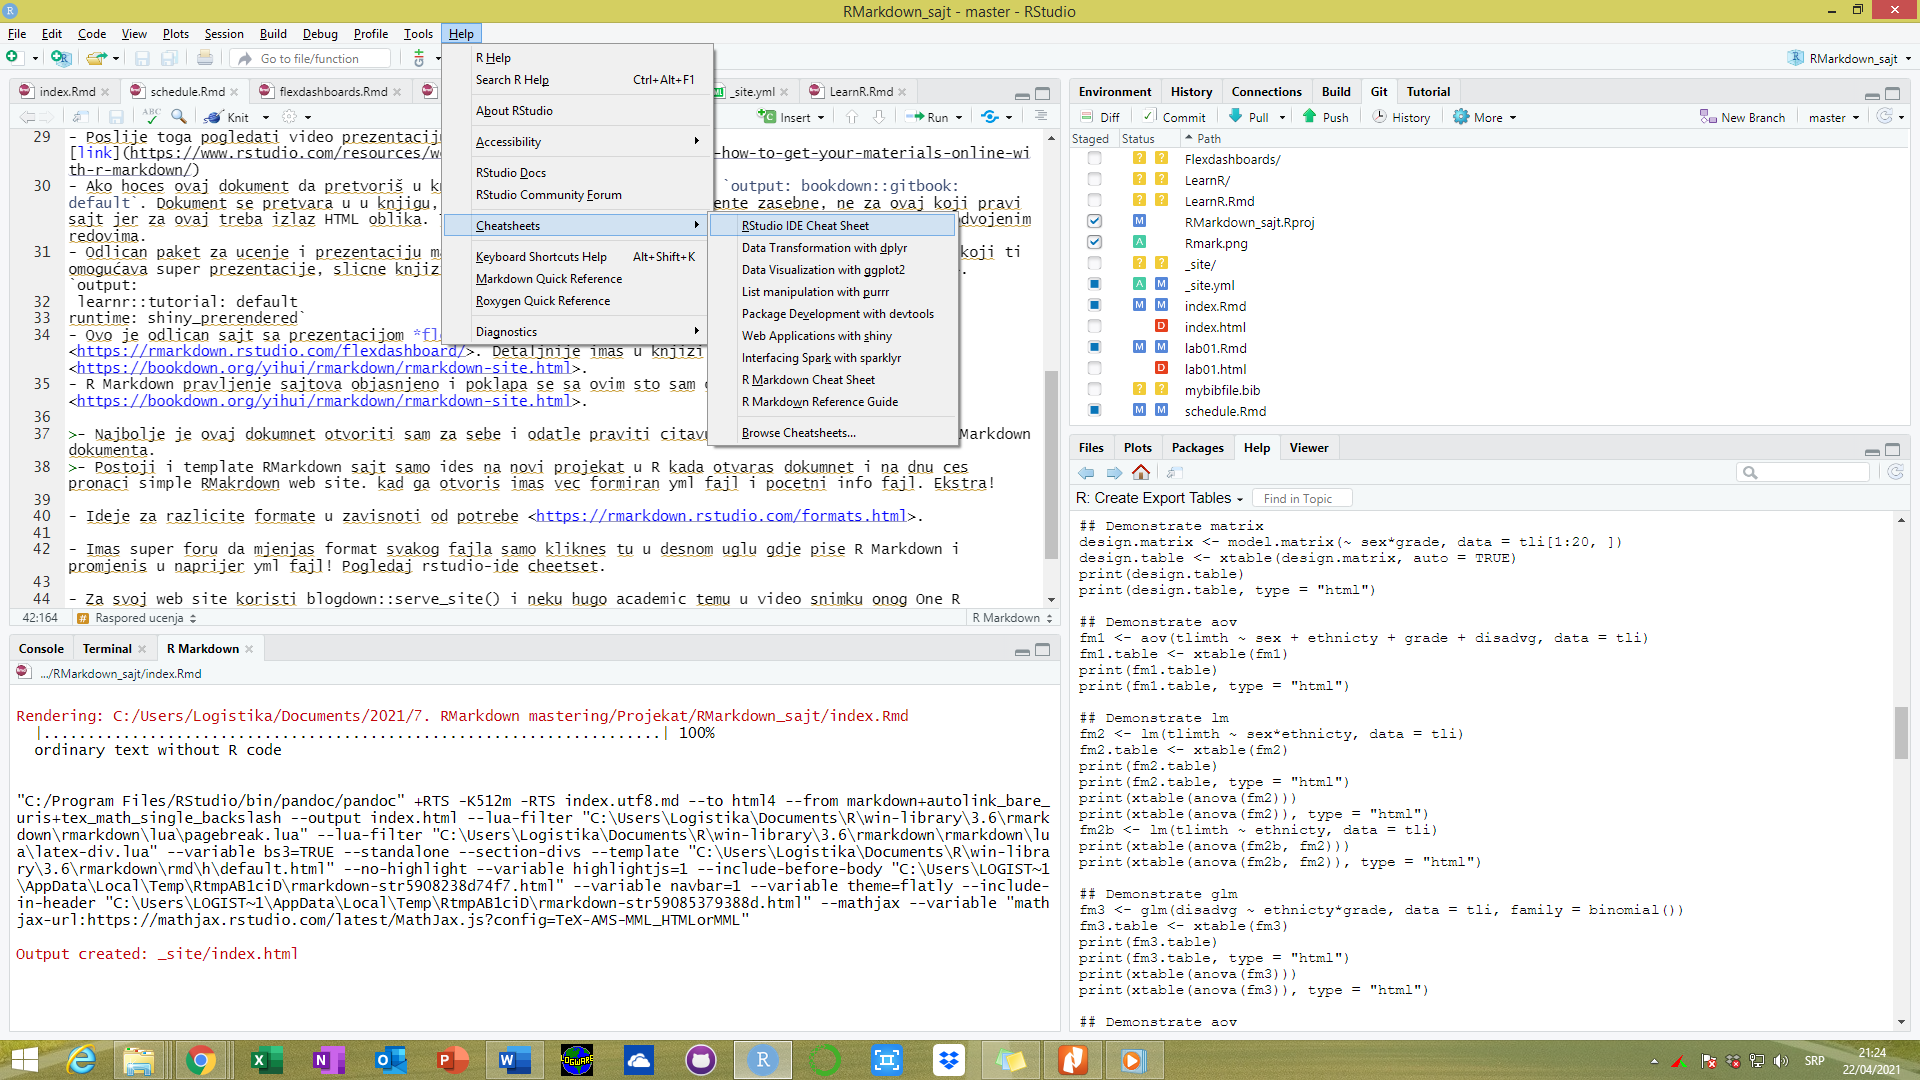 RMarkdown_sajt - master - RStudio
File Edit Code View Plots Session Build Debug Profile Tools Help
Go to file/function
RMarkdown_sajt
index.Rmd schedule.Rmd flexdashboards.Rmd _site.yml LearnR.Rmd
ABC Knit Insert Run
29 - Poslije toga pogledati video prezentaciju
[link](https://www.rstudio.com/resources/we how-to-get-your-materials-online-wi
th-r-markdown/)
30 - Ako hoces ovaj dokument da pretvoriš u kn `output: bookdown::gitbook:
default`. Dokument se pretvara u u knjigu, ente zasebne, ne za ovaj koji pravi
sajt jer za ovaj treba izlaz HTML oblika. dvojenim
redovima.
31 - Odlican paket za ucenje i prezentaciju ma koji ti
omogućava super prezentacije, slicne knjiz .
`output:
32 learnr::tutorial: default
33 runtime: shiny_prerendered`
34 - Ovo je odlican sajt sa prezentacijom *fl
<https://rmarkdown.rstudio.com/flexdashboard/>. Detaljnije imas u knjizi
<https://bookdown.org/yihui/rmarkdown/rmarkdown-site.html>.
35 - R Markdown pravljenje sajtova objasnjeno i poklapa se sa ovim sto sam
<https://bookdown.org/yihui/rmarkdown/rmarkdown-site.html>.
36
37 >- Najbolje je ovaj dokumnet otvoriti sam za sebe i odatle praviti citavu Markdown
dokumenta.
38 >- Postoji i template RMarkdown sajt samo ides na novi projekat u R kada otvaras dokumnet i na dnu ces
pronaci simple RMakrdown web site. kad ga otvoris imas vec formiran yml fajl i pocetni info fajl. Ekstra!
39
40 - Ideje za razlicite formate u zavisnoti od potrebe <https://rmarkdown.rstudio.com/formats.html>.
41
42 - Imas super foru da mjenjas format svakog fajla samo kliknes tu u desnom uglu gdje pise R Markdown i
promjenis u naprijer yml fajl! Pogledaj rstudio-ide cheetset.
43
44 - Za svoj web site koristi blogdown::serve_site() i neku hugo academic temu u video snimku onog One R
42:164 Raspored ucenja R Markdown
R Help
Search R Help Ctrl+Alt+F1
About RStudio
Accessibility
RStudio Docs
RStudio Community Forum
Cheatsheets
Keyboard Shortcuts Help Alt+Shift+K
Markdown Quick Reference
Roxygen Quick Reference
Diagnostics
RStudio IDE Cheat Sheet
Data Transformation with dplyr
Data Visualization with ggplot2
List manipulation with purrr
Package Development with devtools
Web Applications with shiny
Interfacing Spark with sparklyr
R Markdown Cheat Sheet
R Markdown Reference Guide
Browse Cheatsheets...
Console Terminal R Markdown
.../RMarkdown_sajt/index.Rmd
Rendering: C:/Users/Logistika/Documents/2021/7. RMarkdown mastering/Projekat/RMarkdown_sajt/index.Rmd
|.................................................................| 100%
ordinary text without R code
"C:/Program Files/RStudio/bin/pandoc/pandoc" +RTS -K512m -RTS index.utf8.md --to html4 --from markdown+autolink_bare_
uris+tex_math_single_backslash --output index.html --lua-filter "C:\Users\Logistika\Documents\R\win-library\3.6\rmark
down\rmarkdown\lua\pagebreak.lua" --lua-filter "C:\Users\Logistika\Documents\R\win-library\3.6\rmarkdown\rmarkdown\lu
a\latex-div.lua" --variable bs3=TRUE --standalone --section-divs --template "C:\Users\Logistika\Documents\R\win-libra
ry\3.6\rmarkdown\rmd\h\default.html" --no-highlight --variable highlightjs=1 --include-before-body "C:\Users\LOGIST~1
\AppData\Local\Temp\RtmpAB1ciD\rmarkdown-str5908238d74f7.html" --variable navbar=1 --variable theme=flatly --include-
in-header "C:\Users\LOGIST~1\AppData\Local\Temp\RtmpAB1ciD\rmarkdown-str59085379388d.html" --mathjax --variable "math
jax-url:https://mathjax.rstudio.com/latest/MathJax.js?config=TeX-AMS-MML_HTMLorMML"
Output created: _site/index.html
Environment History Connections Build Git Tutorial
Diff Commit Pull Push History More New Branch master
Staged Status Path
? ? Flexdashboards/
? ? LearnR/
? ? LearnR.Rmd
M RMarkdown_sajt.Rproj
A Rmark.png
? ? _site/
A M _site.yml
M M index.Rmd
D index.html
M M lab01.Rmd
D lab01.html
? ? mybibfile.bib
M M schedule.Rmd
Files Plots Packages Help Viewer
R: Create Export Tables Find in Topic
## Demonstrate matrix
design.matrix <- model.matrix(~ sex*grade, data = tli[1:20, ])
design.table <- xtable(design.matrix, auto = TRUE)
print(design.table)
print(design.table, type = "html")
## Demonstrate aov
fm1 <- aov(tlimth ~ sex + ethnicty + grade + disadvg, data = tli)
fm1.table <- xtable(fm1)
print(fm1.table)
print(fm1.table, type = "html")
## Demonstrate lm
fm2 <- lm(tlimth ~ sex*ethnicty, data = tli)
fm2.table <- xtable(fm2)
print(fm2.table)
print(fm2.table, type = "html")
print(xtable(anova(fm2)))
print(xtable(anova(fm2)), type = "html")
fm2b <- lm(tlimth ~ ethnicty, data = tli)
print(xtable(anova(fm2b, fm2)))
print(xtable(anova(fm2b, fm2)), type = "html")
## Demonstrate glm
fm3 <- glm(disadvg ~ ethnicty*grade, data = tli, family = binomial())
fm3.table <- xtable(fm3)
print(fm3.table)
print(fm3.table, type = "html")
print(xtable(anova(fm3)))
print(xtable(anova(fm3)), type = "html")
## Demonstrate aov
LOGWARE
SRP
21:24
22/04/2021